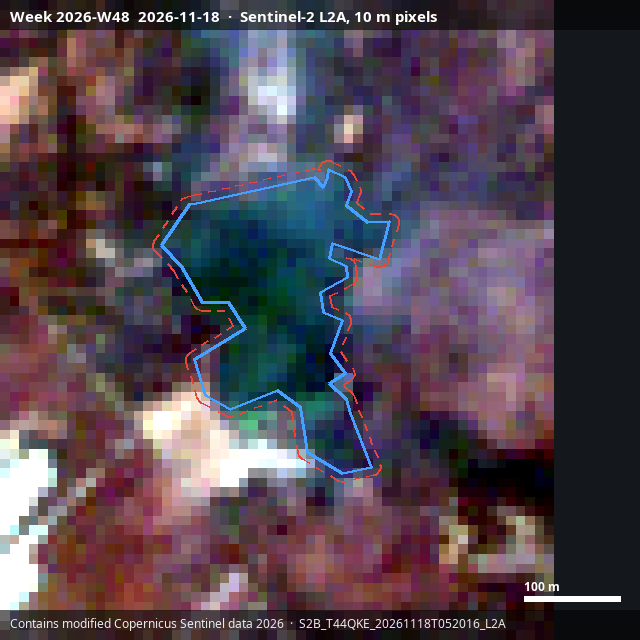 Week 2026-W48  2026-11-18  ·  Sentinel-2 L2A, 10 m pixels
100 m
Contains modified Copernicus Sentinel data 2026  ·  S2B_T44QKE_20261118T052016_L2A